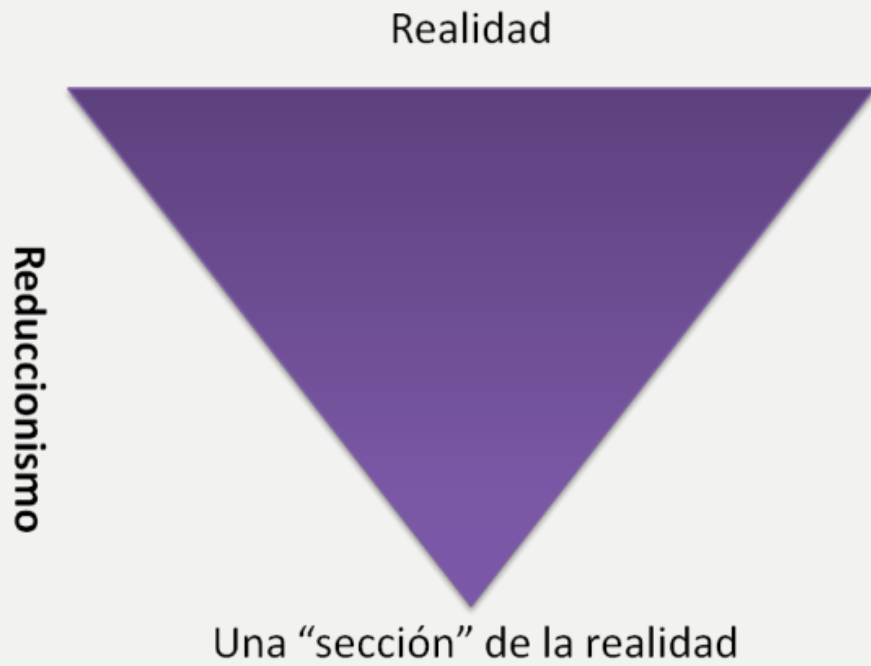 Realidad
Reduccionismo
Una “sección” de la realidad